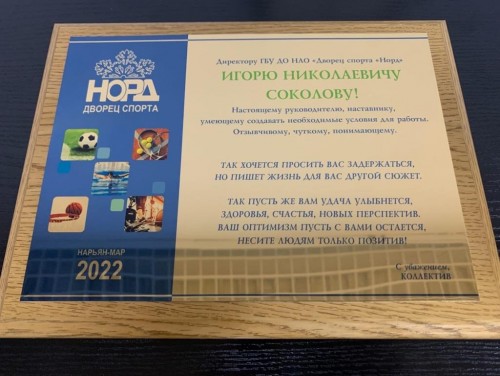 НОРД
ДВОРЕЦ СПОРТА
НАРЬЯН-МАР
2022
Директору ГБУ ДО НАО «Дворец спорта «Норд»
ИГОРЮ НИКОЛАЕВИЧУ
СОКОЛОВУ!
Настоящему руководителю, наставнику,
умеющему создавать необходимые условия для работы.
Отзывчивому, чуткому, понимающему.
ТАК ХОЧЕТСЯ ПРОСИТЬ ВАС ЗАДЕРЖАТЬСЯ,
НО ПИШЕТ ЖИЗНЬ ДЛЯ ВАС ДРУГОЙ СЮЖЕТ.
ТАК ПУСТЬ ЖЕ ВАМ УДАЧА УЛЫБНЕТСЯ,
ЗДОРОВЬЯ, СЧАСТЬЯ, НОВЫХ ПЕРСПЕКТИВ.
ВАШ ОПТИМИЗМ ПУСТЬ С ВАМИ ОСТАЕТСЯ,
НЕСИТЕ ЛЮДЯМ ТОЛЬКО ПОЗИТИВ!
С уважением,
КОЛЛЕКТИВ